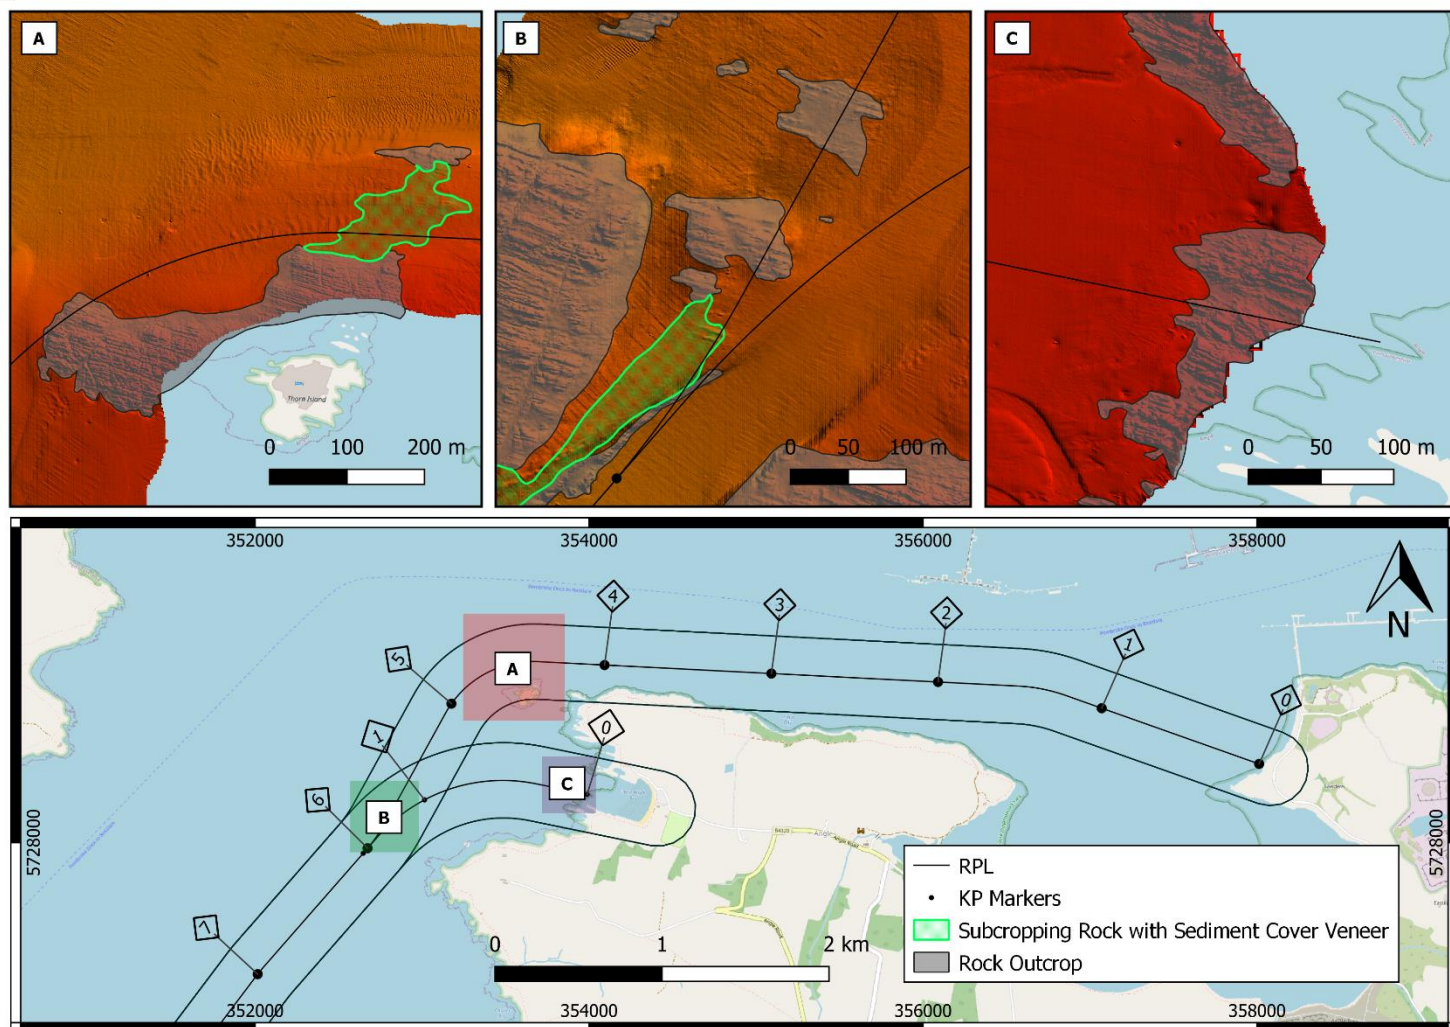 A
B
C
Thorn Island
0 100 200 m
0 50 100 m
0 50 100 m
352000 354000 356000 358000
4
3
2
1
0
5
A
1
0
C
6
B
5728000
5728000
7
0 1 2 km
RPL
KP Markers
Subcropping Rock with Sediment Cover Veneer
Rock Outcrop
N
352000 354000 356000 358000